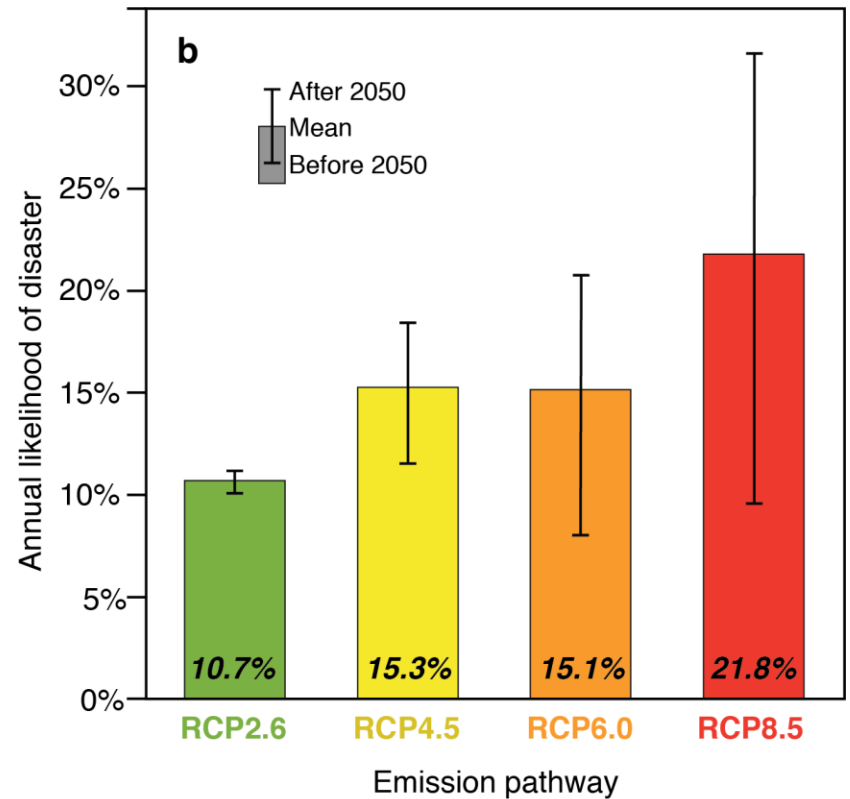 b
After 2050
Mean
Before 2050
Annual likelihood of disaster
30%
25%
20%
15%
10%
5%
0%
10.7%
15.3%
15.1%
21.8%
RCP2.6
RCP4.5
RCP6.0
RCP8.5
Emission pathway